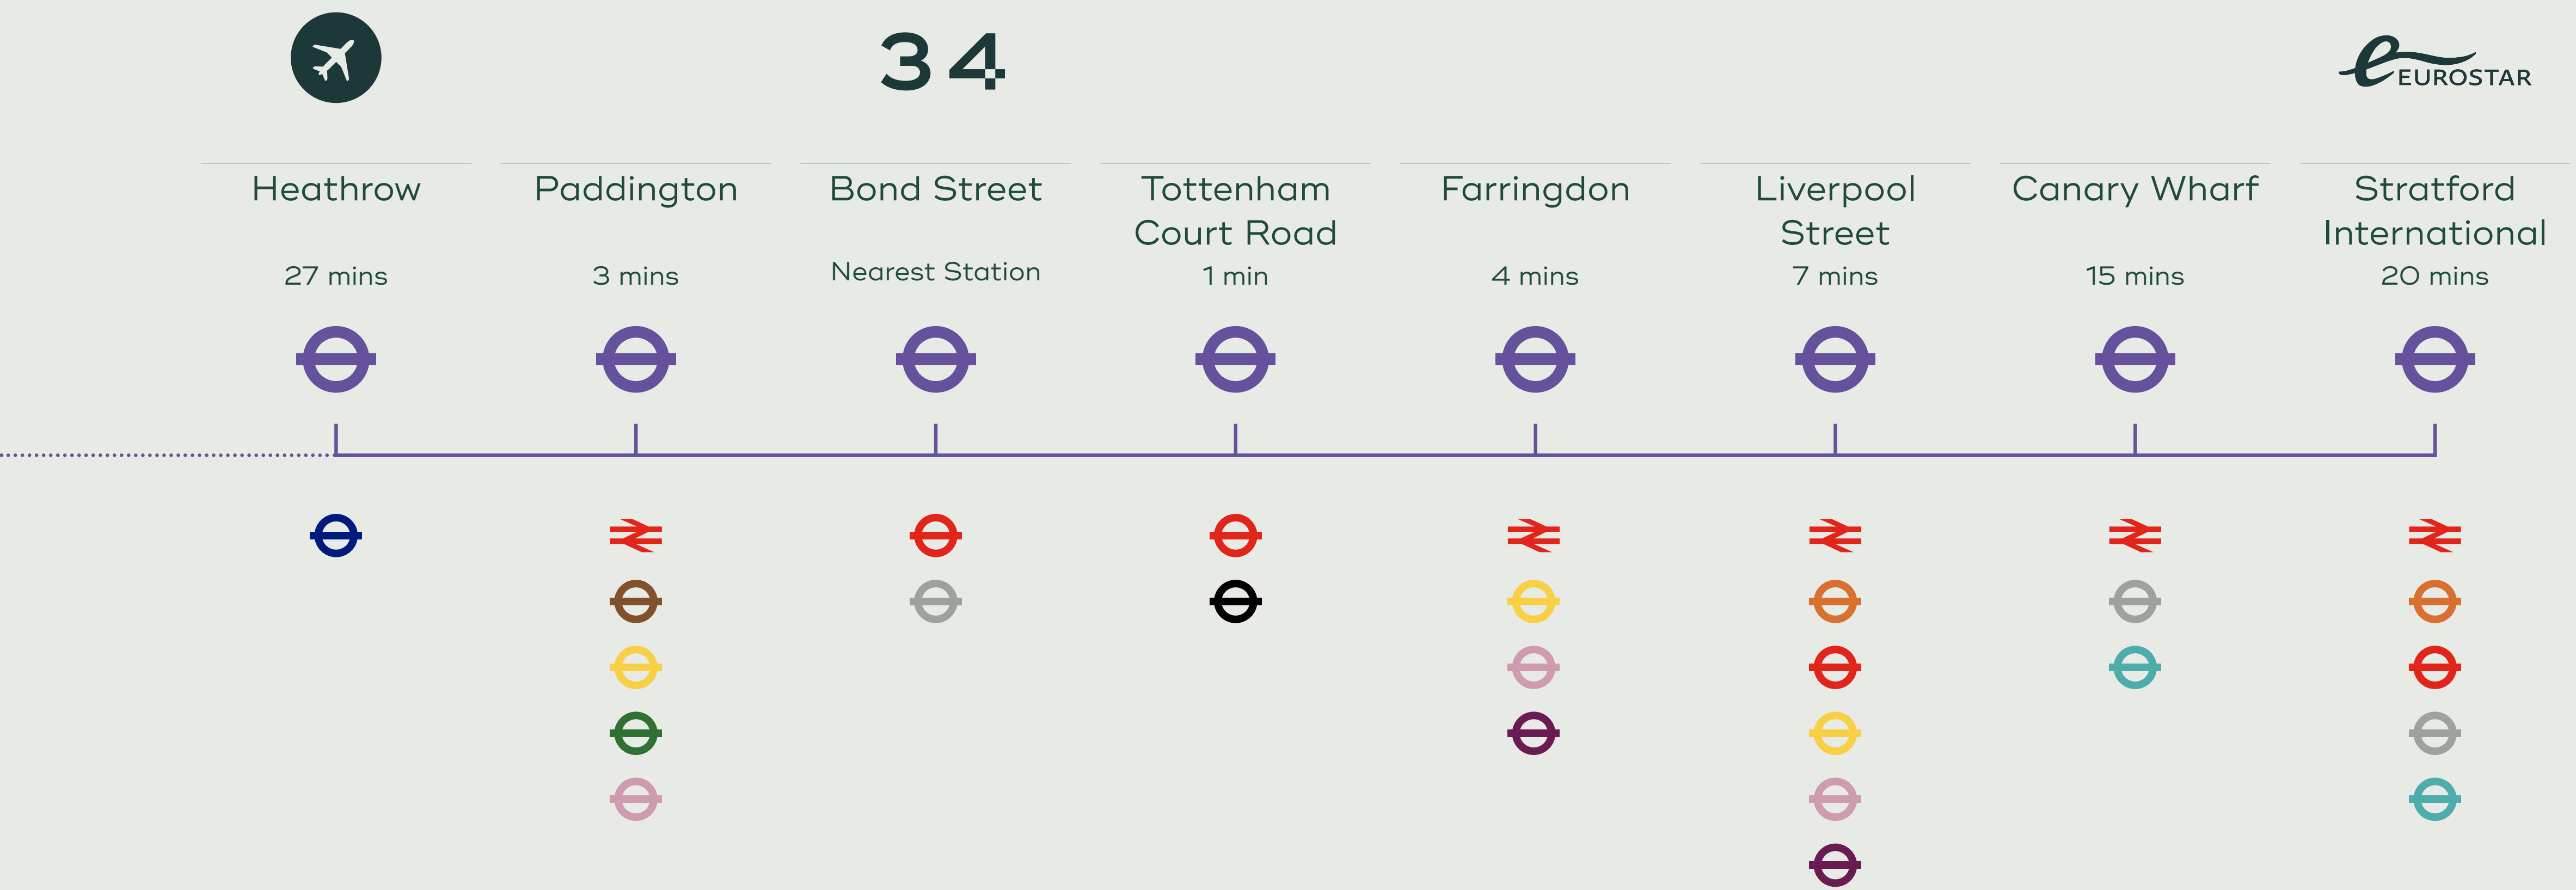 34
EUROSTAR
Heathrow
27 mins
Paddington
3 mins
Bond Street
Nearest Station
Tottenham
Court Road
1 min
Farringdon
4 mins
Liverpool
Street
7 mins
Canary Wharf
15 mins
Stratford
International
20 mins